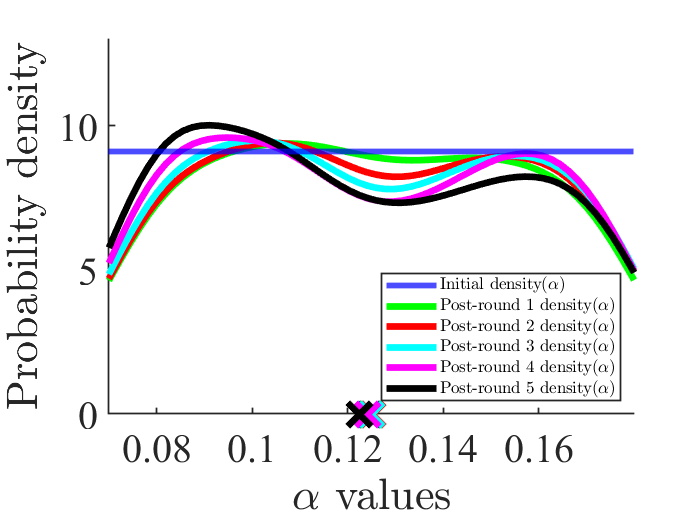 Probability density
10
5
0
Initial density(α)
Post-round 1 density(α)
Post-round 2 density(α)
Post-round 3 density(α)
Post-round 4 density(α)
Post-round 5 density(α)
0.08 0.1 0.12 0.14 0.16
α values